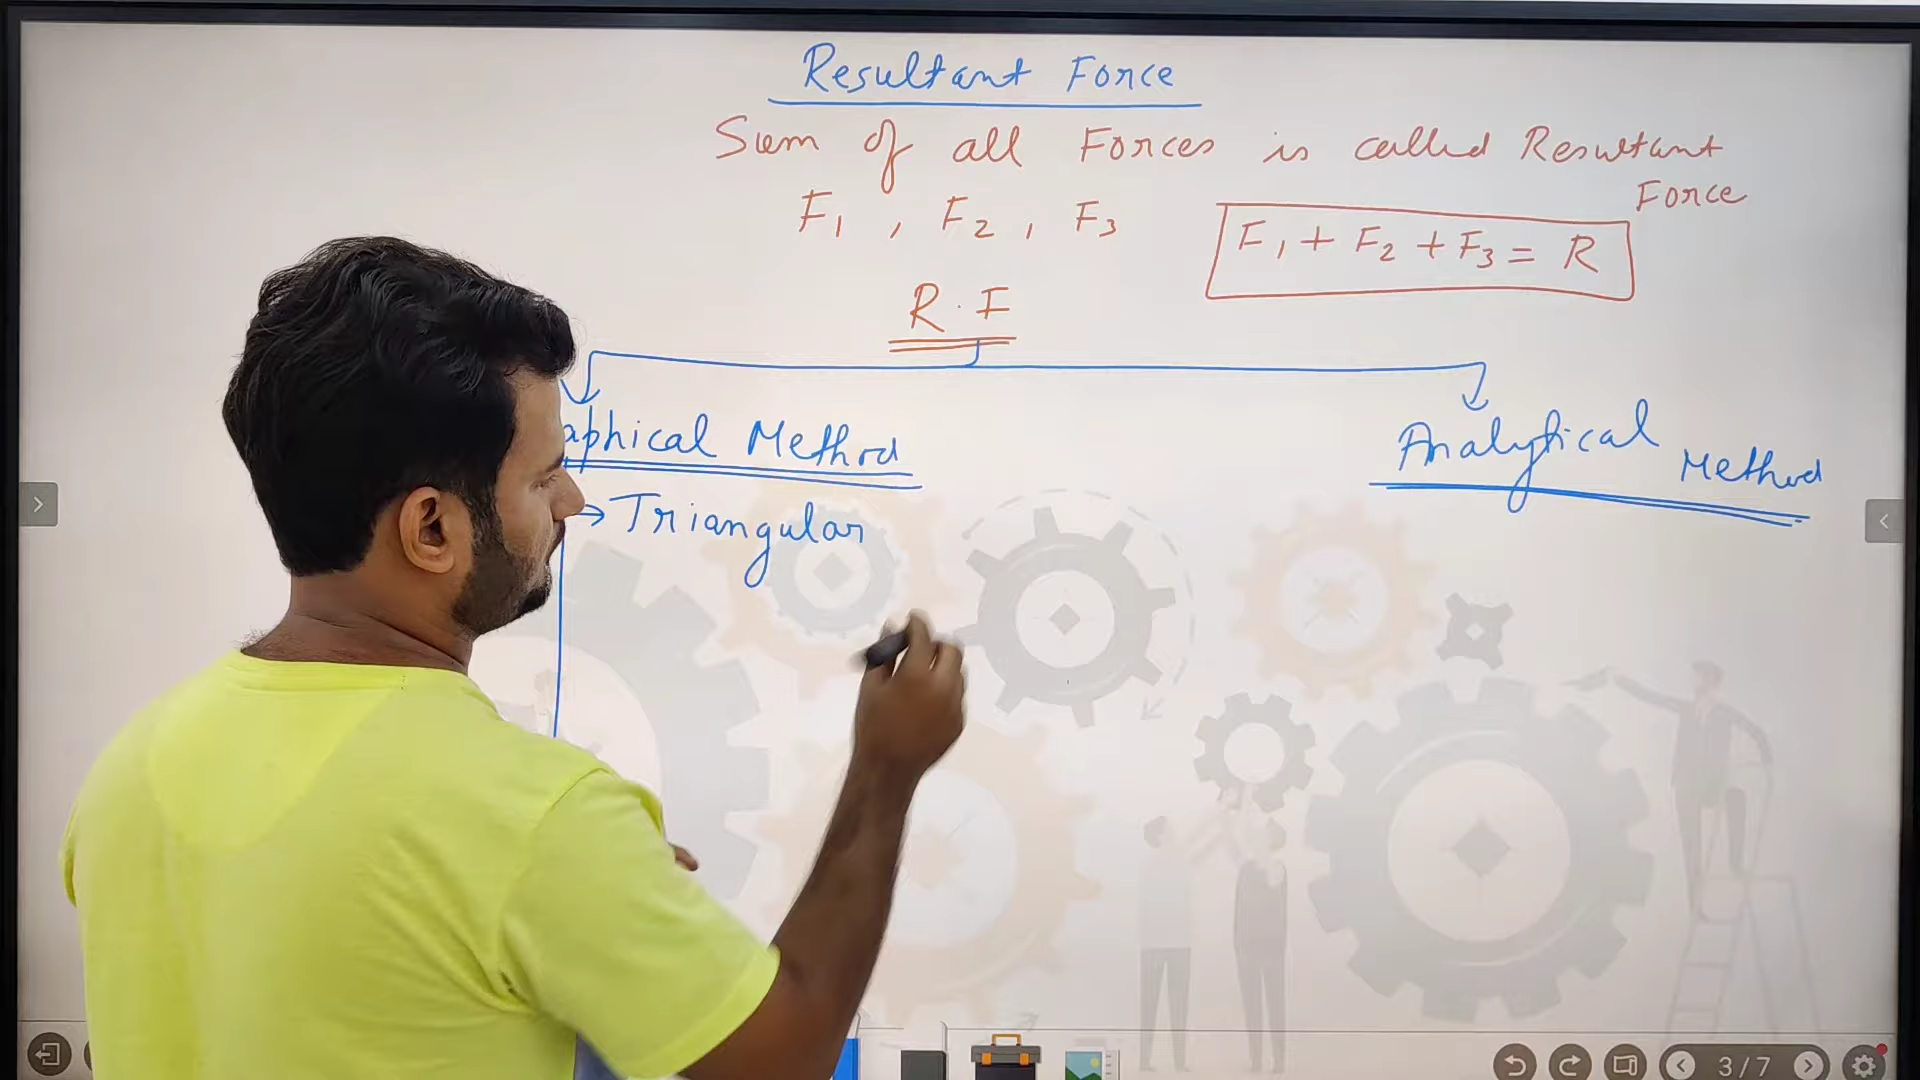 Resultant Force
Sum of all Forces is called Resultant
Force
F1 , F2 , F3
F1 + F2 + F3 = R
R.F
aphical Method
Analytical Method
→ Triangular
3/7